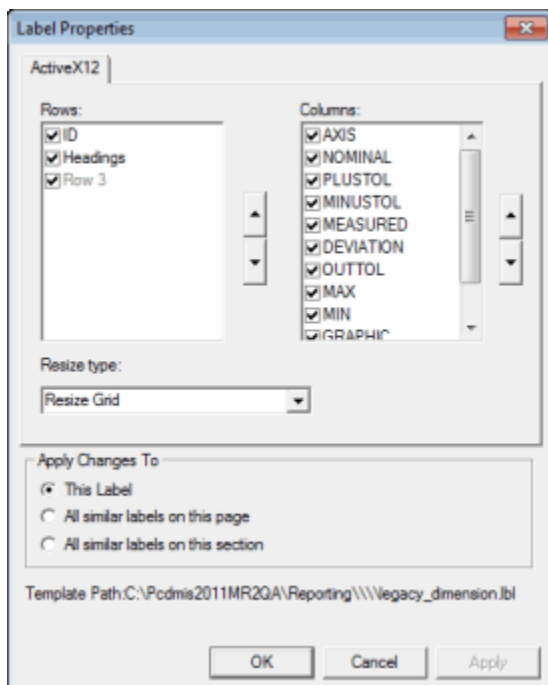 Label Properties
ActiveX12
Rows:
ID
Headings
Row 3
Columns:
AXIS
NOMINAL
PLUSTOL
MINUSTOL
MEASURED
DEVIATION
OUTTOL
MAX
MIN
GRAPHIC
Resize type:
Resize Grid
Apply Changes To
This Label
All similar labels on this page
All similar labels on this section
Template Path:C:\Pcdmis2011MR2QA\Reporting\\\\legacy_dimension.lbl
OK Cancel Apply